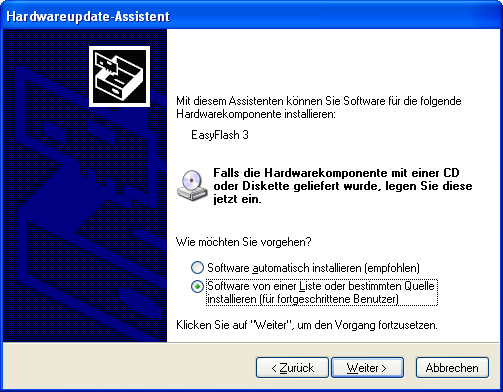 Hardwareupdate-Assistent
Mit diesem Assistenten können Sie Software für die folgende
Hardwarekomponente installieren:
EasyFlash 3
Falls die Hardwarekomponente mit einer CD
oder Diskette geliefert wurde, legen Sie diese
jetzt ein.
Wie möchten Sie vorgehen?
Software automatisch installieren (empfohlen)
Software von einer Liste oder bestimmten Quelle
installieren (für fortgeschrittene Benutzer)
Klicken Sie auf "Weiter", um den Vorgang fortzusetzen.
< Zurück Weiter > Abbrechen